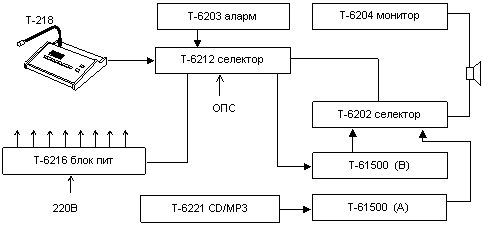 Т-218
Т-6203 аларм
Т-6204 монитор
Т-6212 селектор
ОПС
Т-6202 селектор
Т-6216 блок пит
Т-61500 (В)
220В
Т-6221 CD/MP3
Т-61500 (А)